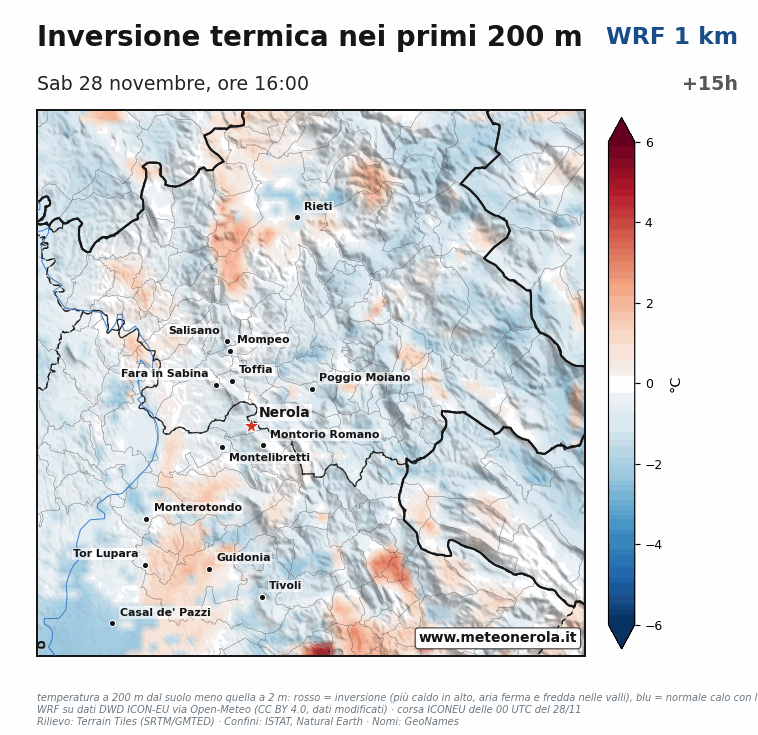 Inversione termica nei primi 200 m
WRF 1 km
Sab 28 novembre, ore 16:00
+15h
Rieti
Salisano
Mompeo
Toffia
Fara in Sabina
Poggio Moiano
Nerola
Montorio Romano
Montelibretti
Monterotondo
Tor Lupara
Guidonia
Tivoli
Casal de' Pazzi
www.meteonerola.it
6
4
2
0
−2
−4
−6
°C
temperatura a 200 m dal suolo meno quella a 2 m: rosso = inversione (più caldo in alto, aria ferma e fredda nelle valli), blu = normale calo con l
WRF su dati DWD ICON-EU via Open-Meteo (CC BY 4.0, dati modificati) · corsa ICONEU delle 00 UTC del 28/11
Rilievo: Terrain Tiles (SRTM/GMTED) · Confini: ISTAT, Natural Earth · Nomi: GeoNames